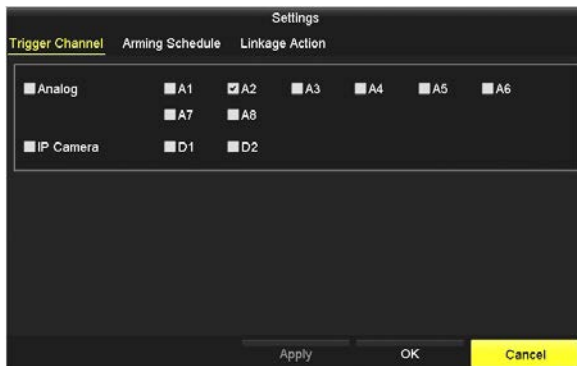 Settings
Trigger Channel Arming Schedule Linkage Action
Analog A1 A2 A3 A4 A5 A6
A7 A8
IP Camera D1 D2
Apply OK Cancel